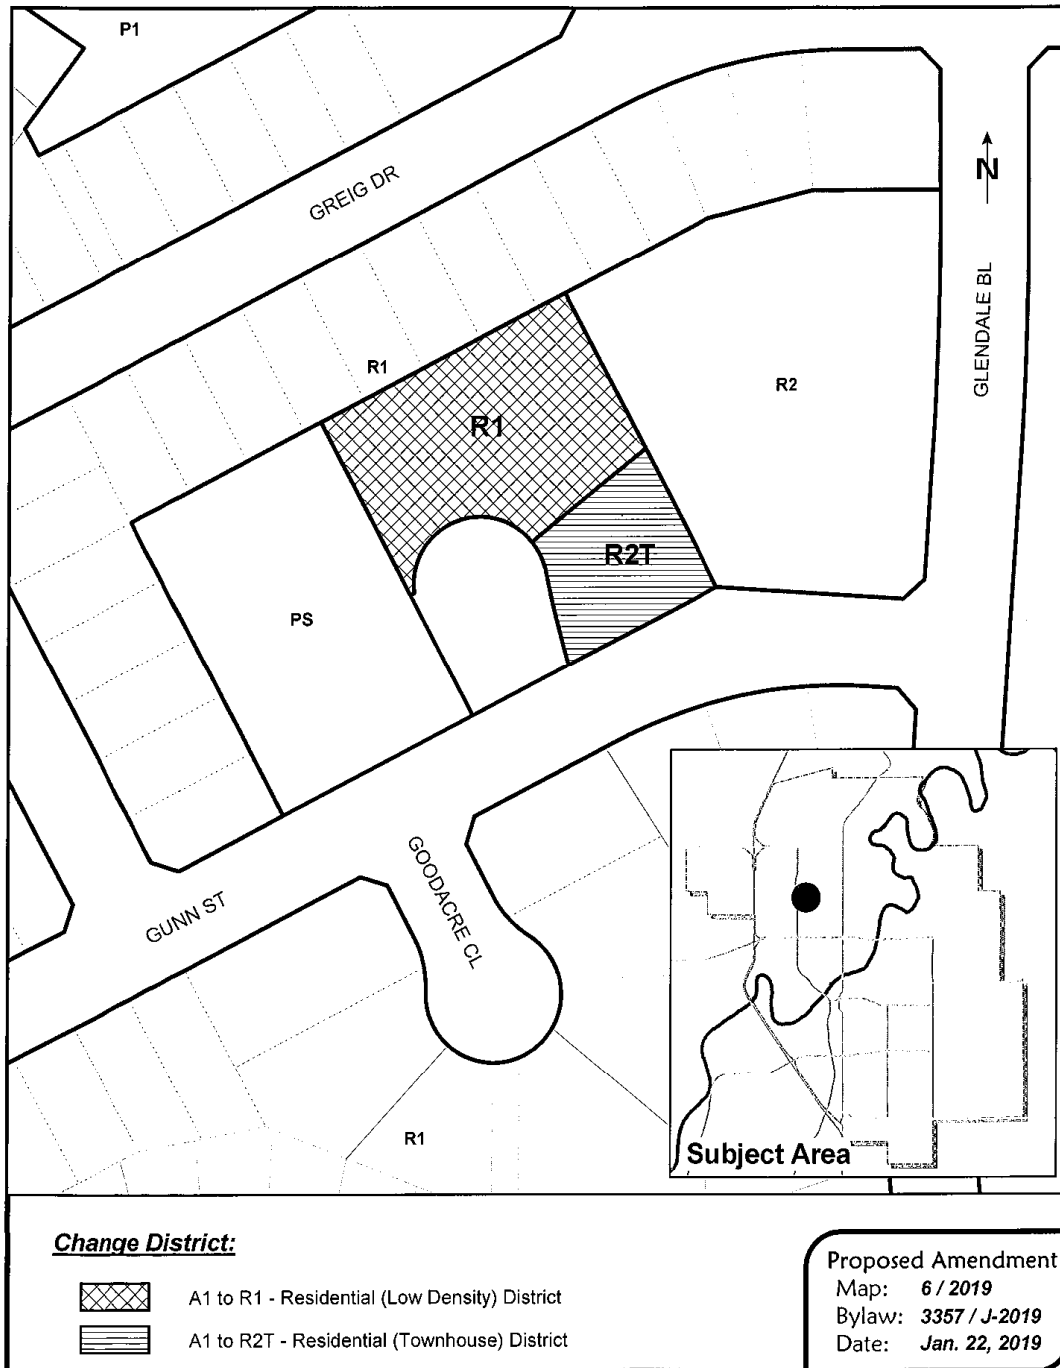 P1
GREIG DR
N
GLENDALE BL
R1
R2
R1
R2T
PS
GOODACRE CL
GUNN ST
R1
Subject Area
Change District:
A1 to R1 - Residential (Low Density) District
A1 to R2T - Residential (Townhouse) District
Proposed Amendment
Map: 6 / 2019
Bylaw: 3357 / J-2019
Date: Jan. 22, 2019